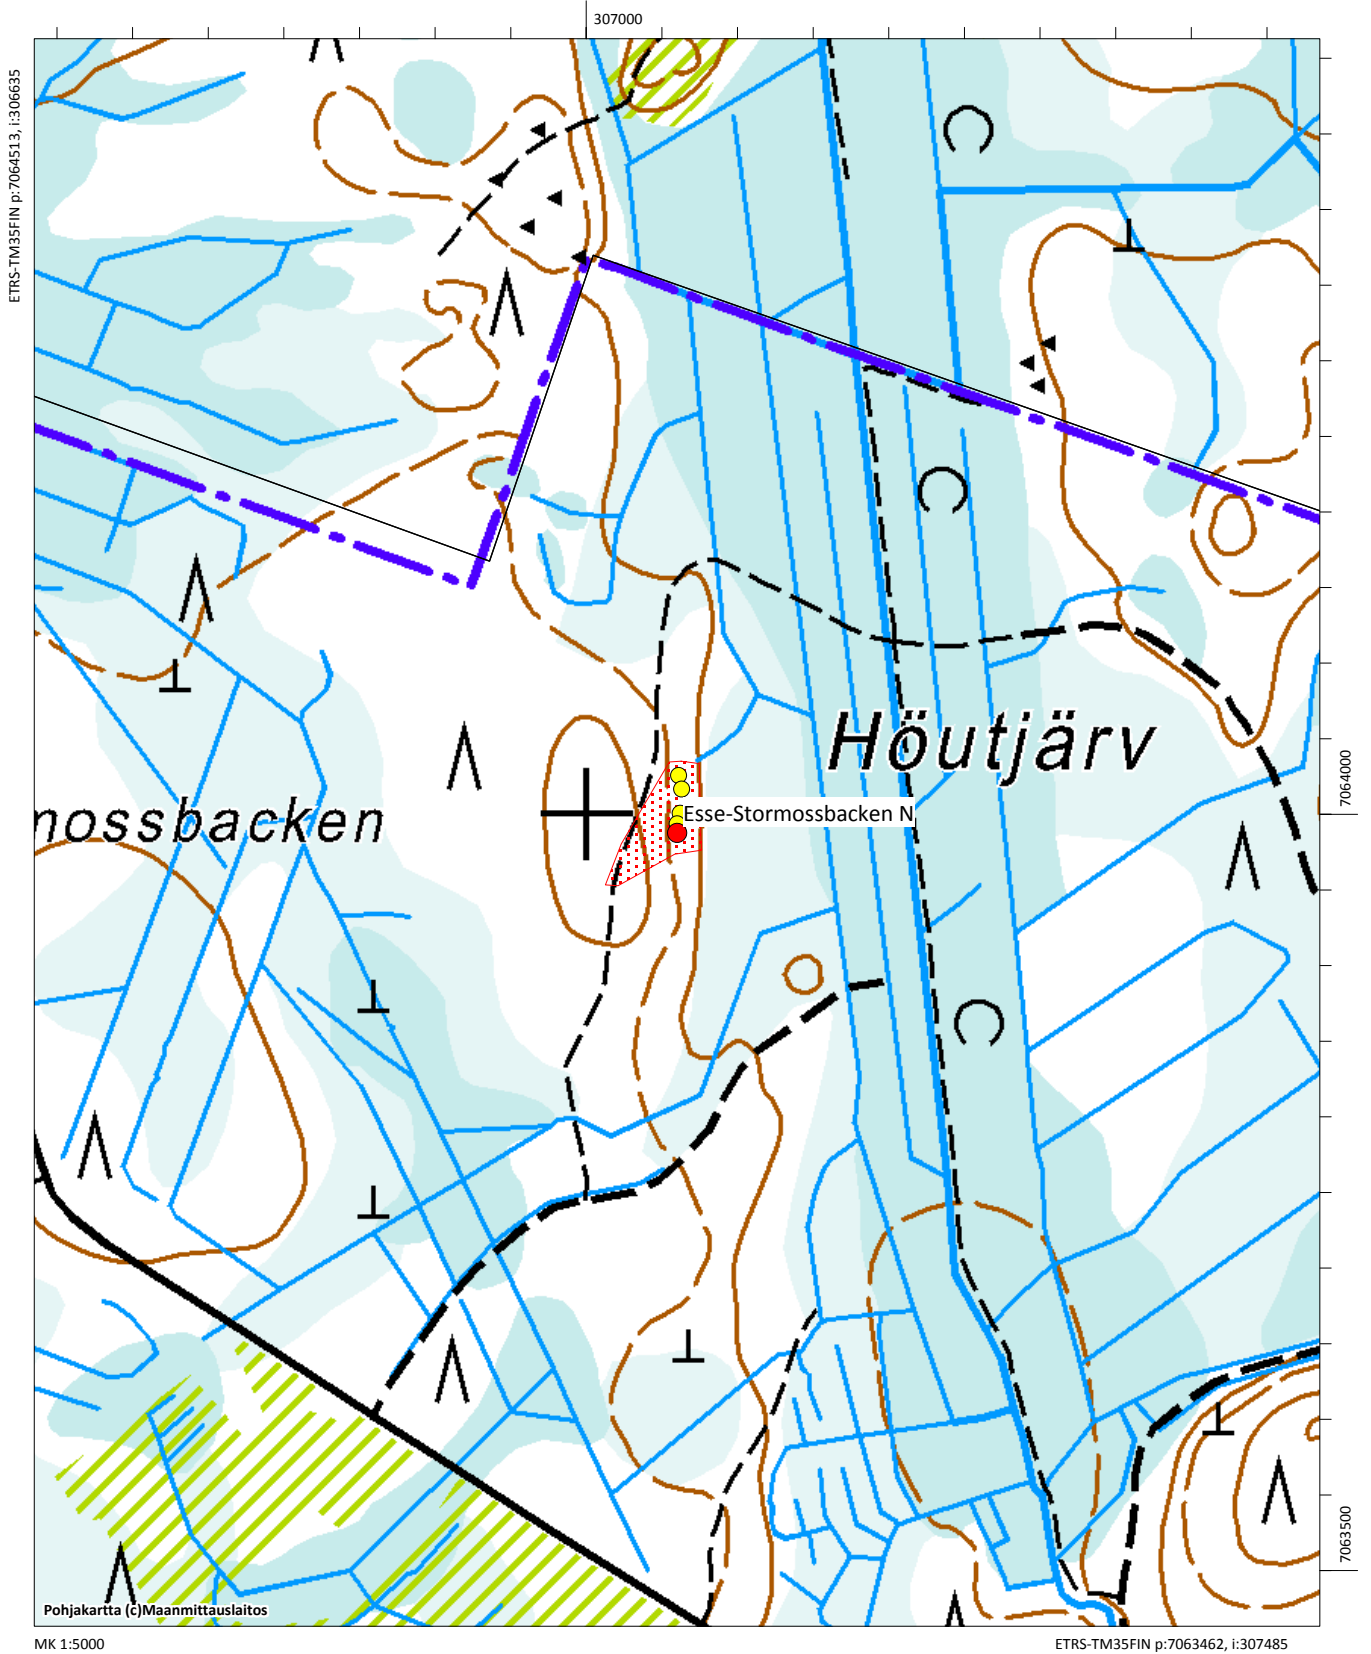 307000
ETRS-TM35FIN p:7064513, i:306635
Höutjärv
7064000
Esse-Stormossbacken N
mossbacken
7063500
Pohjakartta (c)Maanmittauslaitos
MK 1:5000
ETRS-TM35FIN p:7063462, i:307485